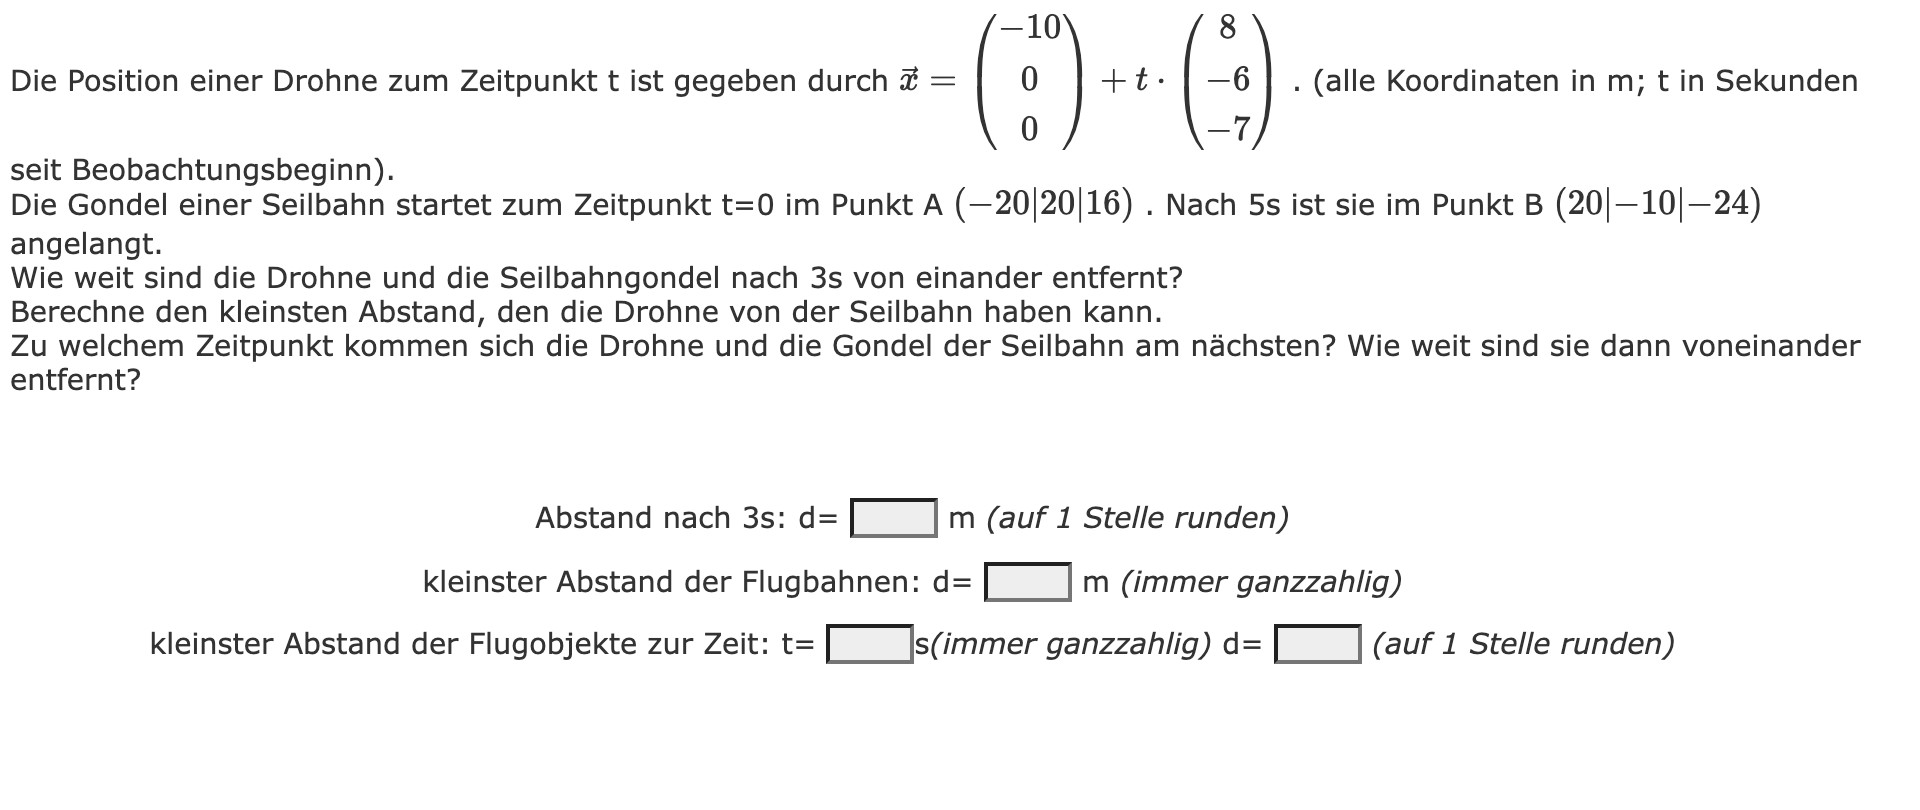 Die Position einer Drohne zum Zeitpunkt t ist gegeben durch $\vec{x} = \begin{pmatrix} -10 \\ 0 \\ 0 \end{pmatrix} + t \cdot \begin{pmatrix} 8 \\ -6 \\ -7 \end{pmatrix}$ . (alle Koordinaten in m; t in Sekunden
seit Beobachtungsbeginn).
Die Gondel einer Seilbahn startet zum Zeitpunkt t=0 im Punkt A (−20|20|16) . Nach 5s ist sie im Punkt B (20|−10|−24)
angelangt.
Wie weit sind die Drohne und die Seilbahngondel nach 3s von einander entfernt?
Berechne den kleinsten Abstand, den die Drohne von der Seilbahn haben kann.
Zu welchem Zeitpunkt kommen sich die Drohne und die Gondel der Seilbahn am nächsten? Wie weit sind sie dann voneinander
entfernt?
Abstand nach 3s: d= m (auf 1 Stelle runden)
kleinster Abstand der Flugbahnen: d= m (immer ganzzahlig)
kleinster Abstand der Flugobjekte zur Zeit: t= s(immer ganzzahlig) d= (auf 1 Stelle runden)